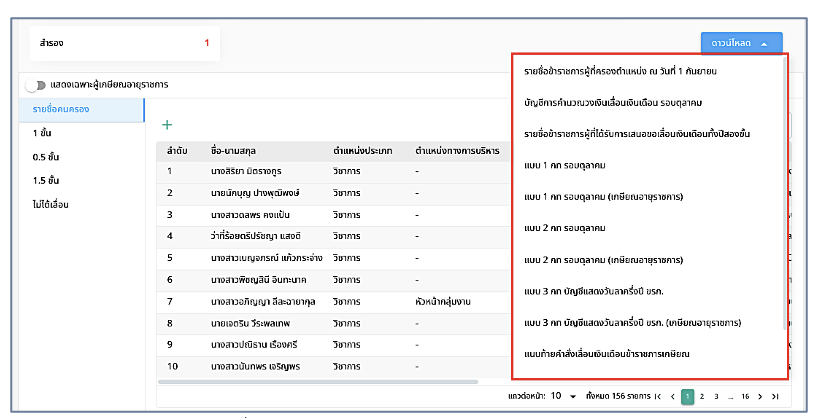 สำรอง 1
ดาวน์โหลด
แสดงเฉพาะผู้เกษียณอายุราชการ
รายชื่อคนครอง
1 ขั้น
0.5 ขั้น
1.5 ขั้น
ไม่ได้เลื่อน
+
ลำดับ ชื่อ-นามสกุล ตำแหน่งประเภท ตำแหน่งทางการบริหาร
1 นางสิริยา มิตรางกูร วิชาการ -
2 นายนักบุญ ปางพุฒิพงษ์ วิชาการ -
3 นางสาวดลพร คงแป้น วิชาการ -
4 ว่าที่ร้อยตรีปรัชญา แสงดี วิชาการ -
5 นางสาวเบญจภรณ์ แก้วกระจ่าง วิชาการ -
6 นางสาวพิชญสินี อินทะนาค วิชาการ -
7 นางสาวอภิญญา ลีละฉายากุล วิชาการ หัวหน้ากลุ่มงาน
8 นายเจตริน วีระพลเทพ วิชาการ -
9 นางสาวปณิธาน เรืองศรี วิชาการ -
10 นางสาวนันทพร เจริญพร วิชาการ -
รายชื่อข้าราชการผู้ที่ครองตำแหน่ง ณ วันที่ 1 กันยายน
บัญชีการคำนวณวงเงินเลื่อนเงินเดือน รอบตุลาคม
รายชื่อข้าราชการผู้ที่ได้รับการเสนอขอเลื่อนเงินเดือนทั้งปีสองขั้น
แบบ 1 กท รอบตุลาคม
แบบ 1 กท รอบตุลาคม (เกษียณอายุราชการ)
แบบ 2 กท รอบตุลาคม
แบบ 2 กท รอบตุลาคม (เกษียณอายุราชการ)
แบบ 3 กท บัญชีแสดงวันลาครึ่งปี ขรก.
แบบ 3 กท บัญชีแสดงวันลาครึ่งปี ขรก. (เกษียณอายุราชการ)
แนบท้ายคำสั่งเลื่อนเงินเดือนข้าราชการเกษียณ
แถวต่อหน้า: 10 ทั้งหมด 156 รายการ |< < 1 2 3 ... 16 > >|